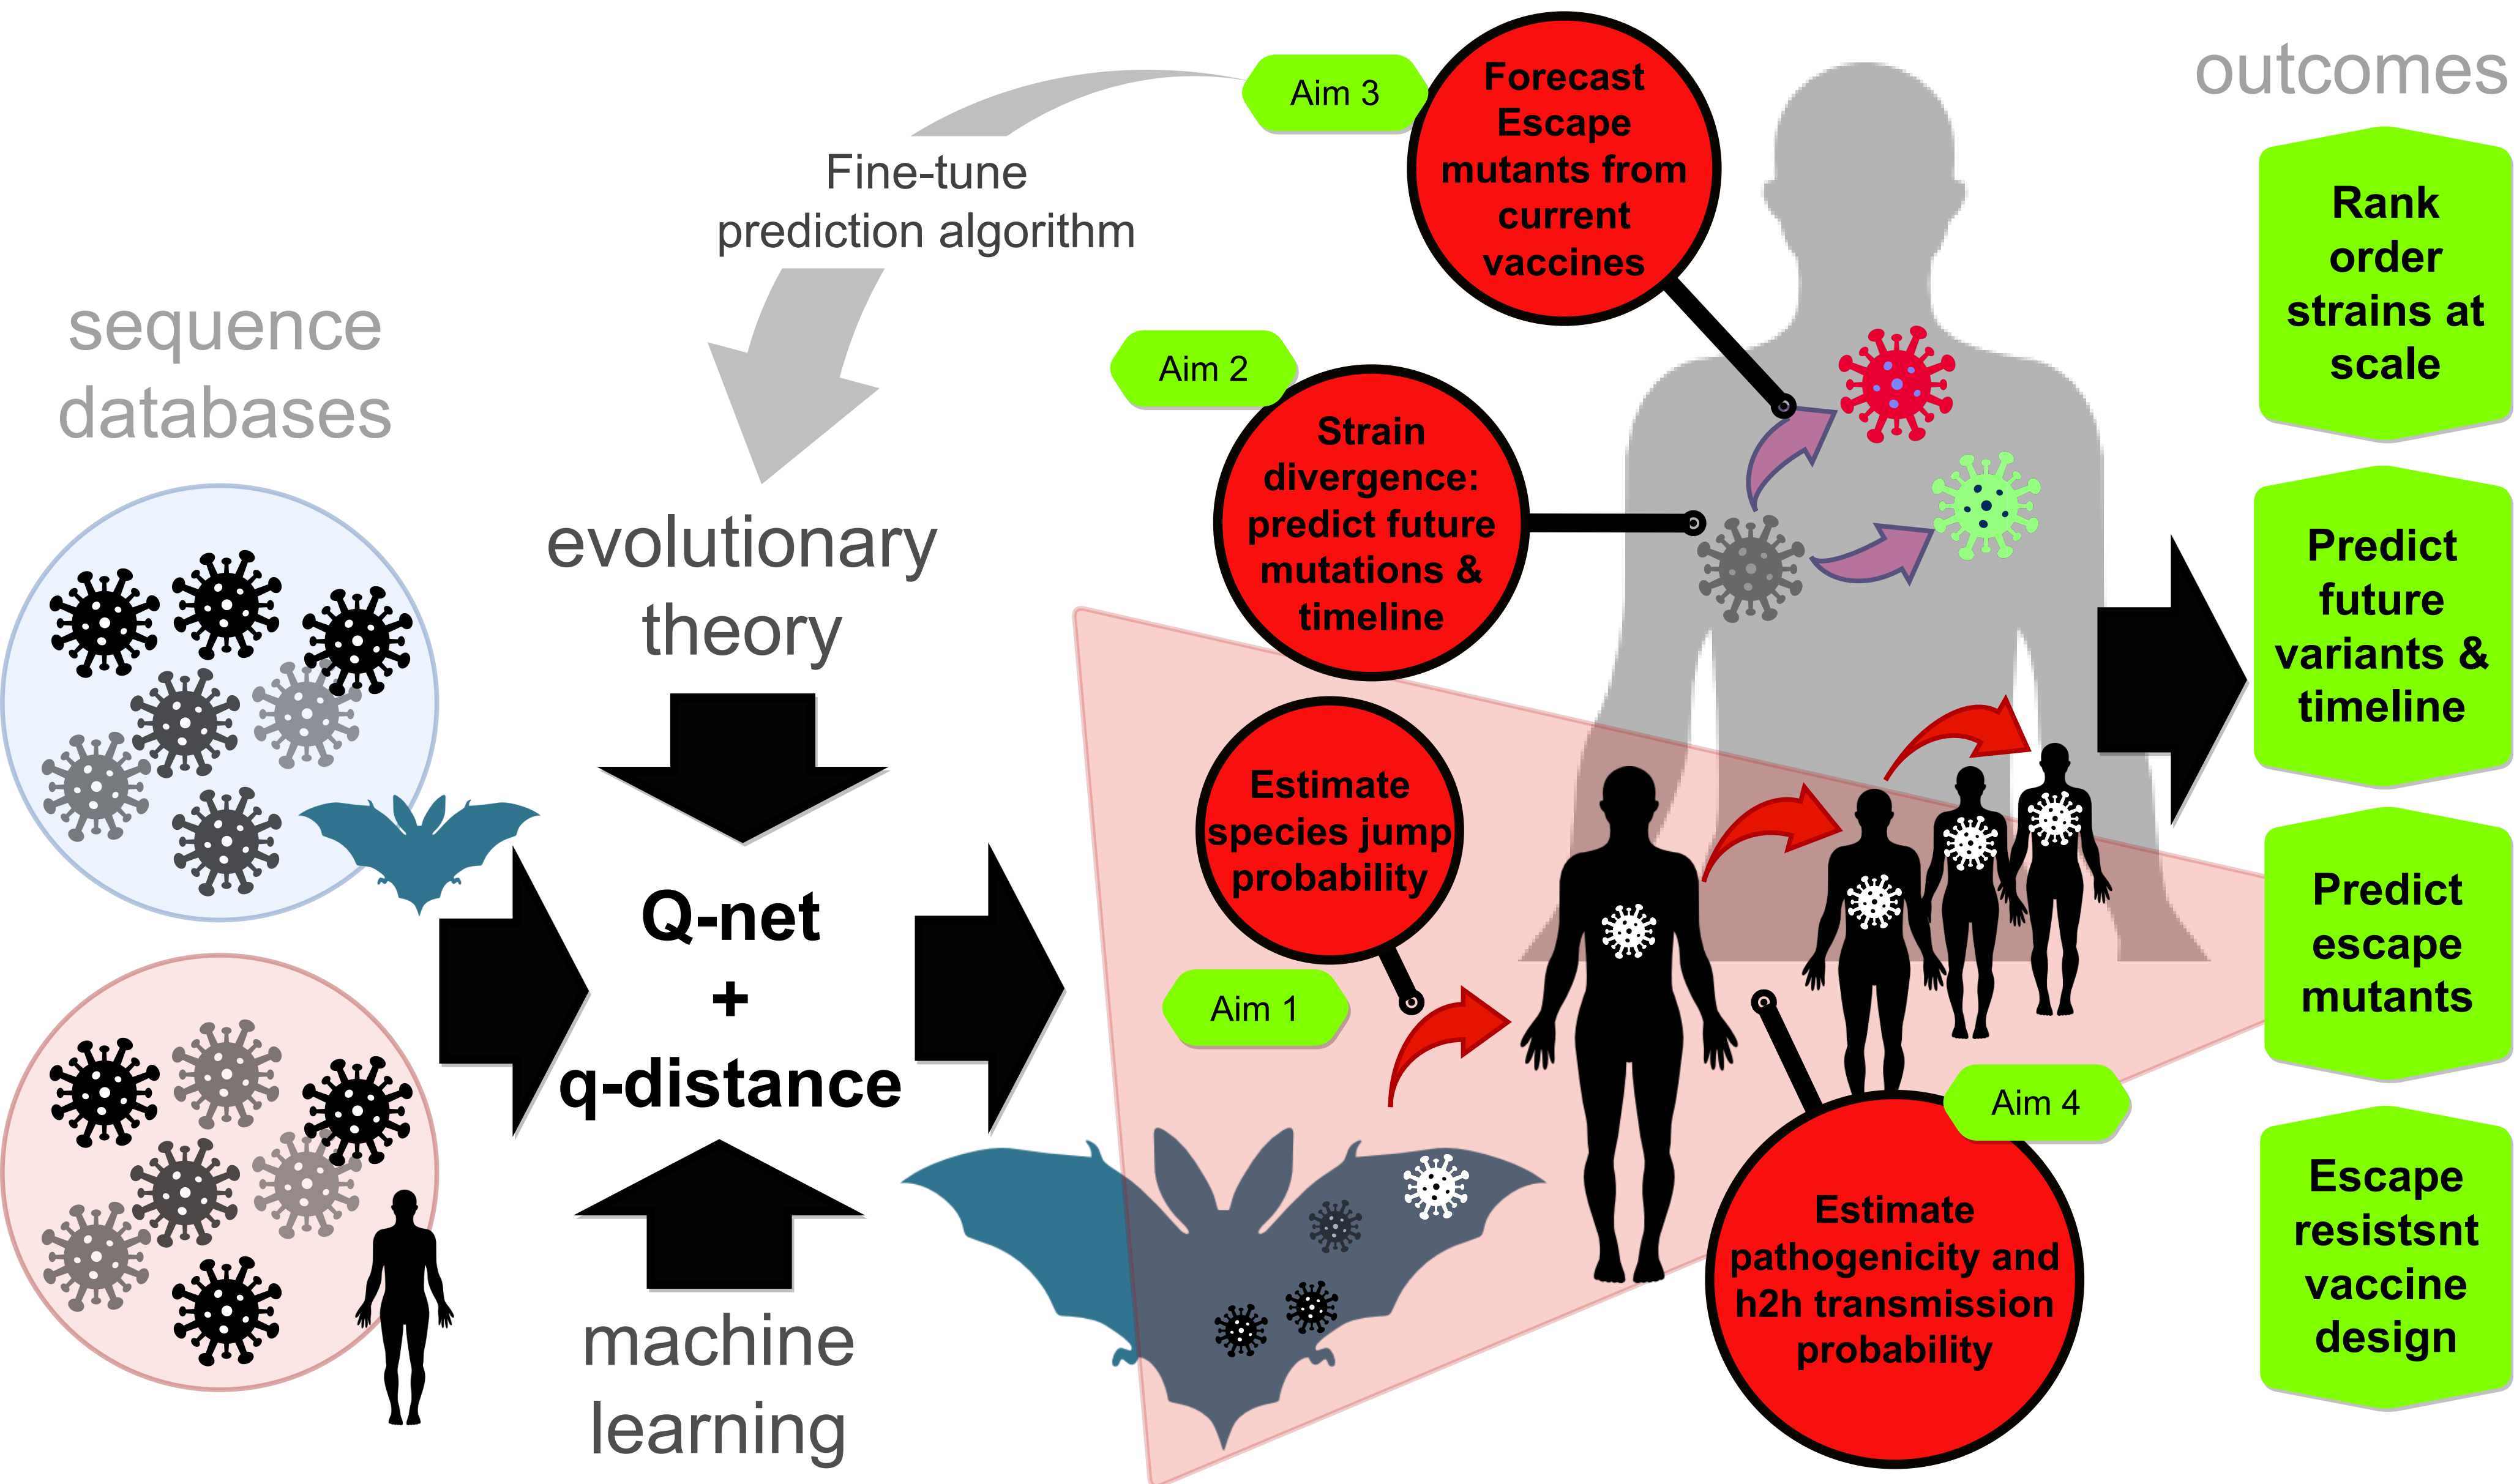 sequence
databases
Fine-tune
prediction algorithm
evolutionary
theory
Q-net
+
q-distance
machine
learning
Aim 3
Forecast
Escape
mutants from
current
vaccines
Aim 2
Strain
divergence:
predict future
mutations &
timeline
Estimate
species jump
probability
Aim 1
Aim 4
Estimate
pathogenicity and
h2h transmission
probability
outcomes
Rank
order
strains at
scale
Predict
future
variants &
timeline
Predict
escape
mutants
Escape
resistsnt
vaccine
design